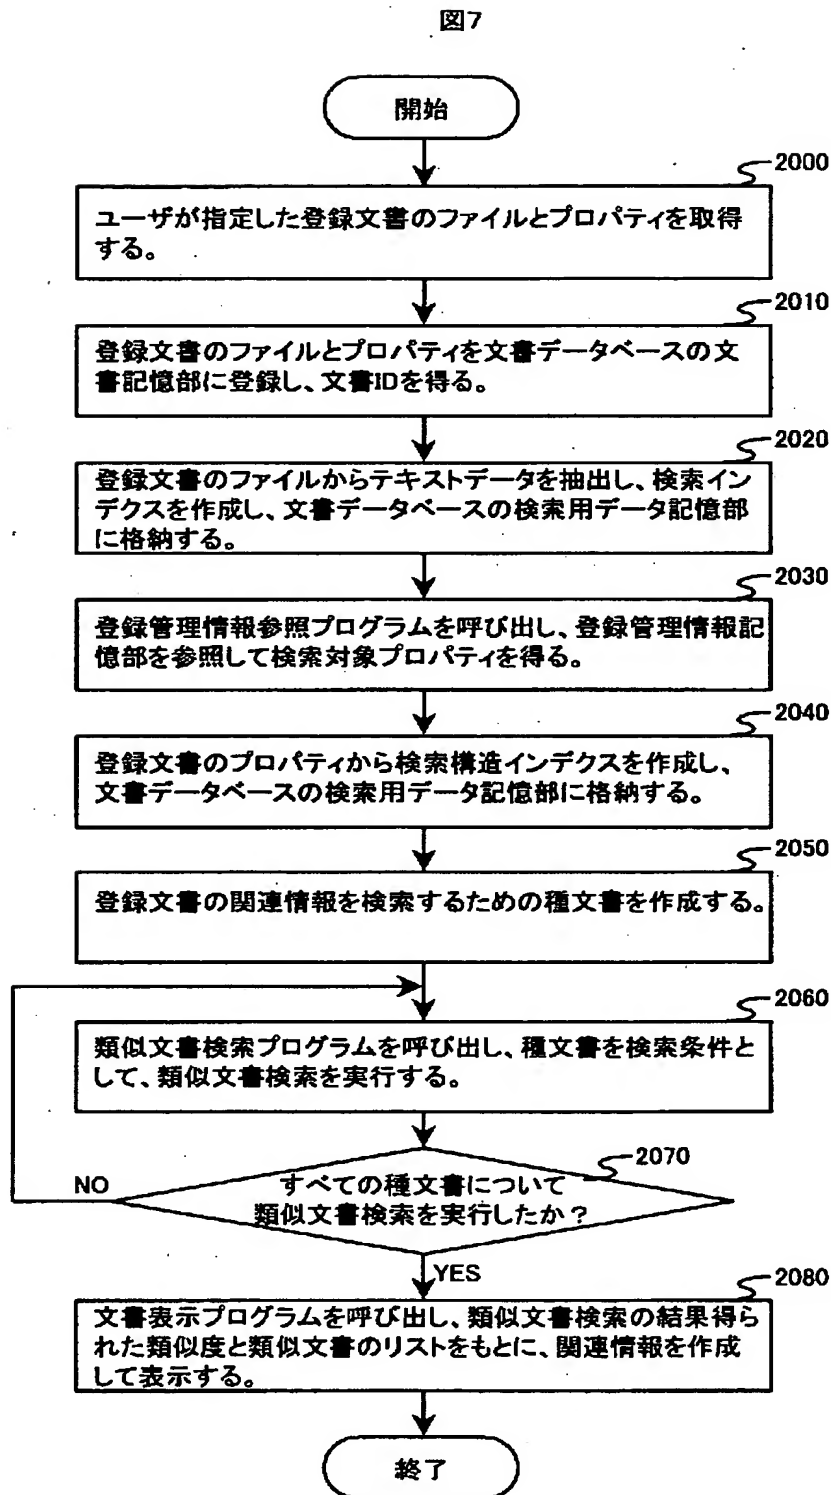 図7
開始
2000
ユーザが指定した登録文書のファイルとプロパティを取得
する。
2010
登録文書のファイルとプロパティを文書データベースの文
書記憶部に登録し、文書IDを得る。
2020
登録文書のファイルからテキストデータを抽出し、検索イン
デクスを作成し、文書データベースの検索用データ記憶部
に格納する。
2030
登録管理情報参照プログラムを呼び出し、登録管理情報記
憶部を参照して検索対象プロパティを得る。
2040
登録文書のプロパティから検索構造インデクスを作成し、
文書データベースの検索用データ記憶部に格納する。
2050
登録文書の関連情報を検索するための種文書を作成する。
2060
類似文書検索プログラムを呼び出し、種文書を検索条件と
して、類似文書検索を実行する。
2070
NO
すべての種文書について
類似文書検索を実行したか？
YES
2080
文書表示プログラムを呼び出し、類似文書検索の結果得ら
れた類似度と類似文書のリストをもとに、関連情報を作成
して表示する。
終了